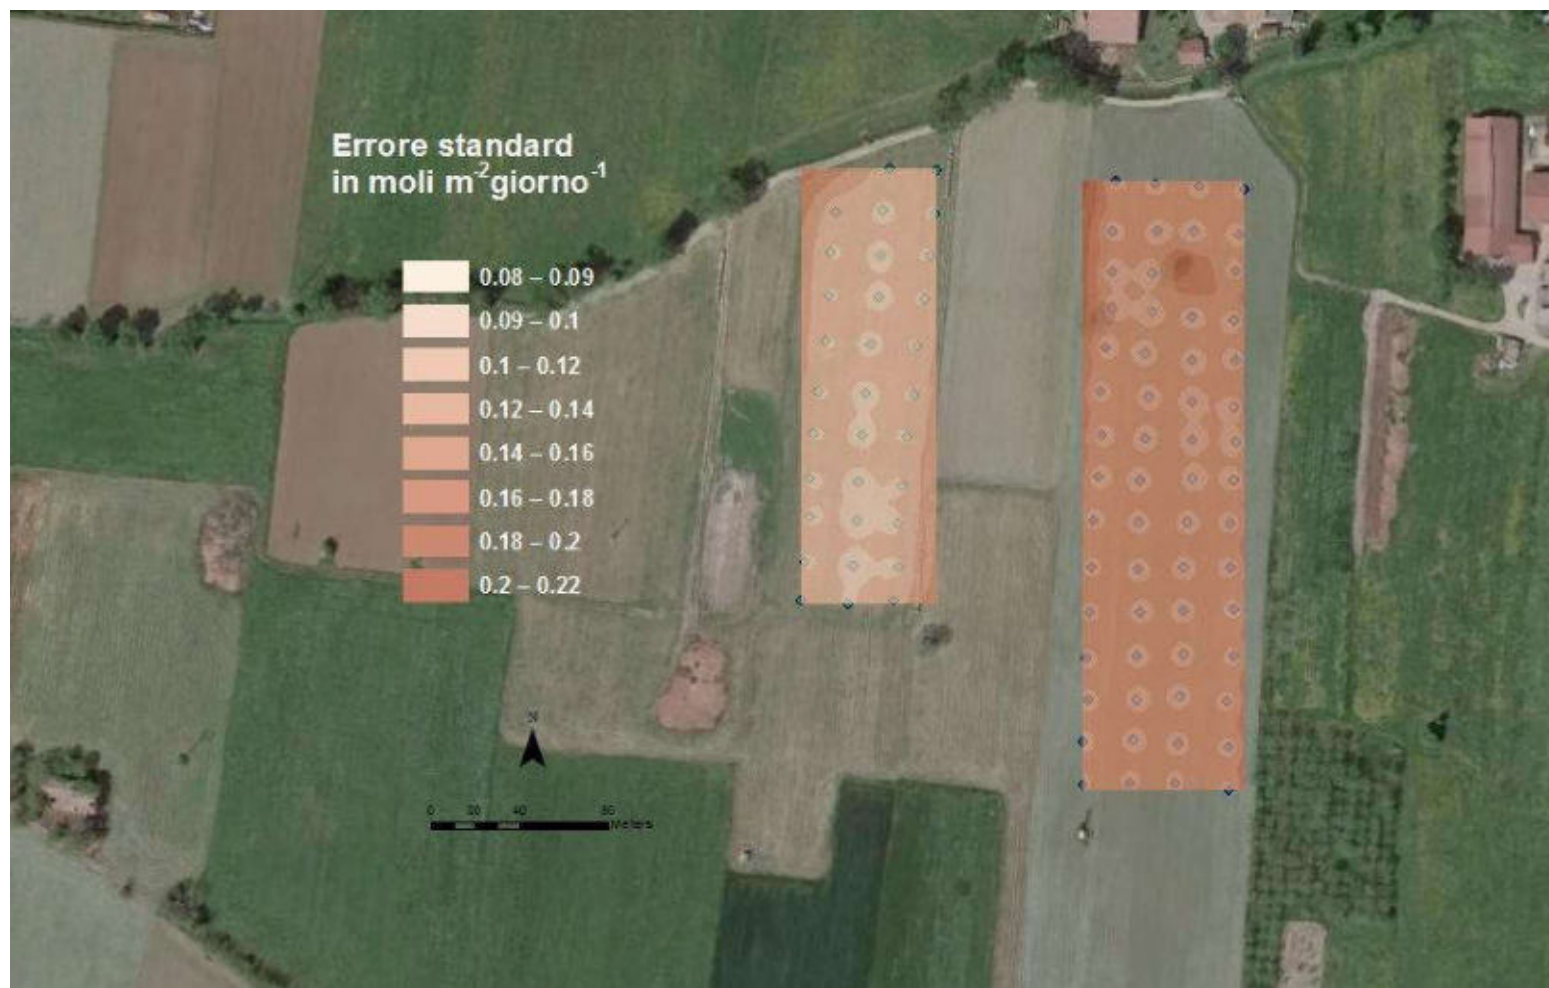 Errore standard
in moli m-2giorno-1
0.08 – 0.09
0.09 – 0.1
0.1 – 0.12
0.12 – 0.14
0.14 – 0.16
0.16 – 0.18
0.18 – 0.2
0.2 – 0.22
N
0 20 40 80
Meters